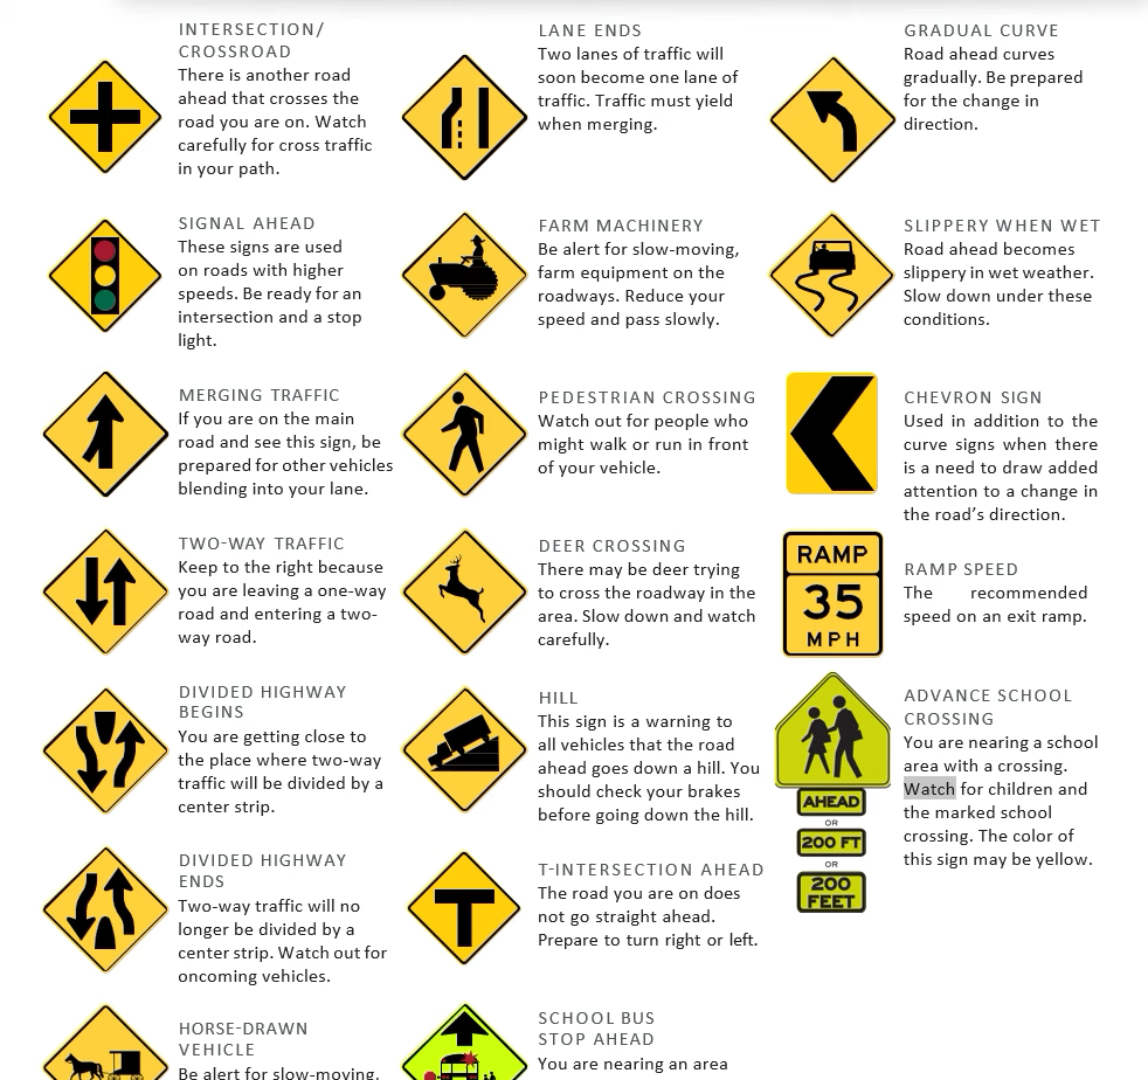 INTERSECTION/
CROSSROAD
There is another road
ahead that crosses the
road you are on. Watch
carefully for cross traffic
in your path.
SIGNAL AHEAD
These signs are used
on roads with higher
speeds. Be ready for an
intersection and a stop
light.
MERGING TRAFFIC
If you are on the main
road and see this sign, be
prepared for other vehicles
blending into your lane.
TWO-WAY TRAFFIC
Keep to the right because
you are leaving a one-way
road and entering a two-
way road.
DIVIDED HIGHWAY
BEGINS
You are getting close to
the place where two-way
traffic will be divided by a
center strip.
DIVIDED HIGHWAY
ENDS
Two-way traffic will no
longer be divided by a
center strip. Watch out for
oncoming vehicles.
HORSE-DRAWN
VEHICLE
Be alert for slow-moving,
LANE ENDS
Two lanes of traffic will
soon become one lane of
traffic. Traffic must yield
when merging.
FARM MACHINERY
Be alert for slow-moving,
farm equipment on the
roadways. Reduce your
speed and pass slowly.
PEDESTRIAN CROSSING
Watch out for people who
might walk or run in front
of your vehicle.
DEER CROSSING
There may be deer trying
to cross the roadway in the
area. Slow down and watch
carefully.
HILL
This sign is a warning to
all vehicles that the road
ahead goes down a hill. You
should check your brakes
before going down the hill.
T-INTERSECTION AHEAD
The road you are on does
not go straight ahead.
Prepare to turn right or left.
SCHOOL BUS
STOP AHEAD
You are nearing an area
GRADUAL CURVE
Road ahead curves
gradually. Be prepared
for the change in
direction.
SLIPPERY WHEN WET
Road ahead becomes
slippery in wet weather.
Slow down under these
conditions.
CHEVRON SIGN
Used in addition to the
curve signs when there
is a need to draw added
attention to a change in
the road's direction.
RAMP
35
MPH
RAMP SPEED
The recommended
speed on an exit ramp.
AHEAD
OR
200 FT
OR
200
FEET
ADVANCE SCHOOL
CROSSING
You are nearing a school
area with a crossing.
Watch for children and
the marked school
crossing. The color of
this sign may be yellow.